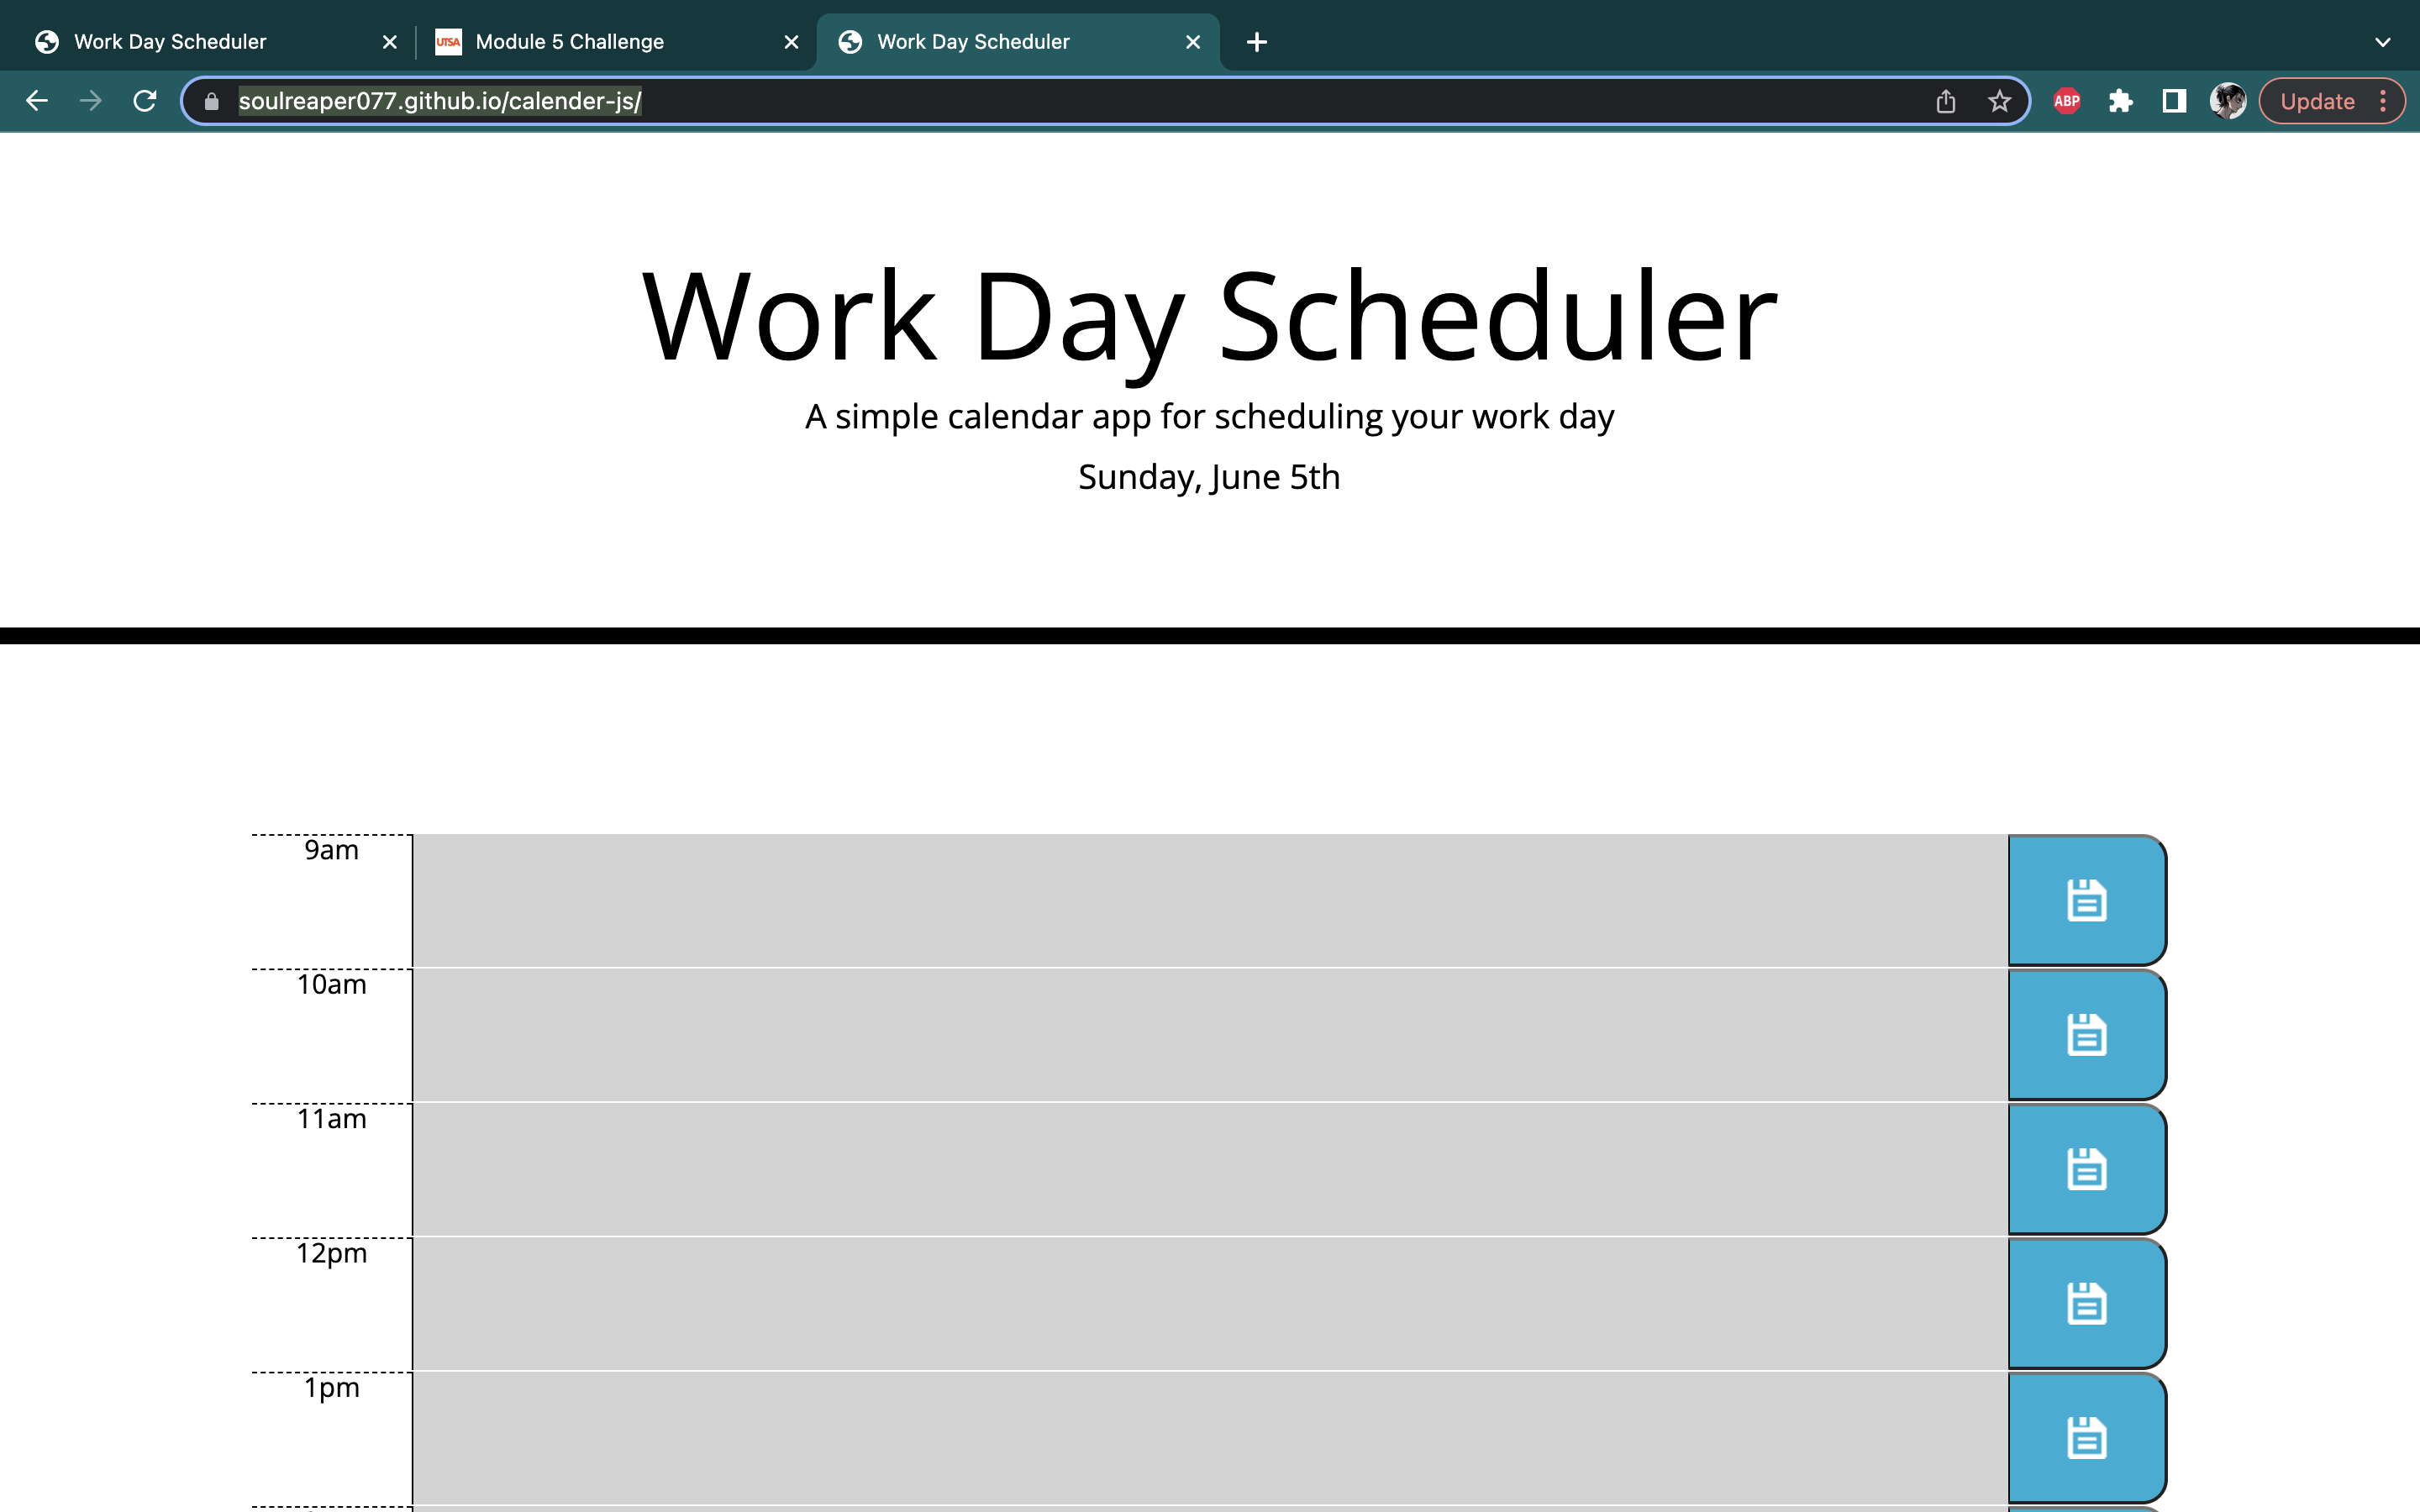 Work Day Scheduler
UTSA Module 5 Challenge
Work Day Scheduler
soulreaper077.github.io/calender-js/
ABP
Update
Work Day Scheduler
A simple calendar app for scheduling your work day
Sunday, June 5th
9am
10am
11am
12pm
1pm